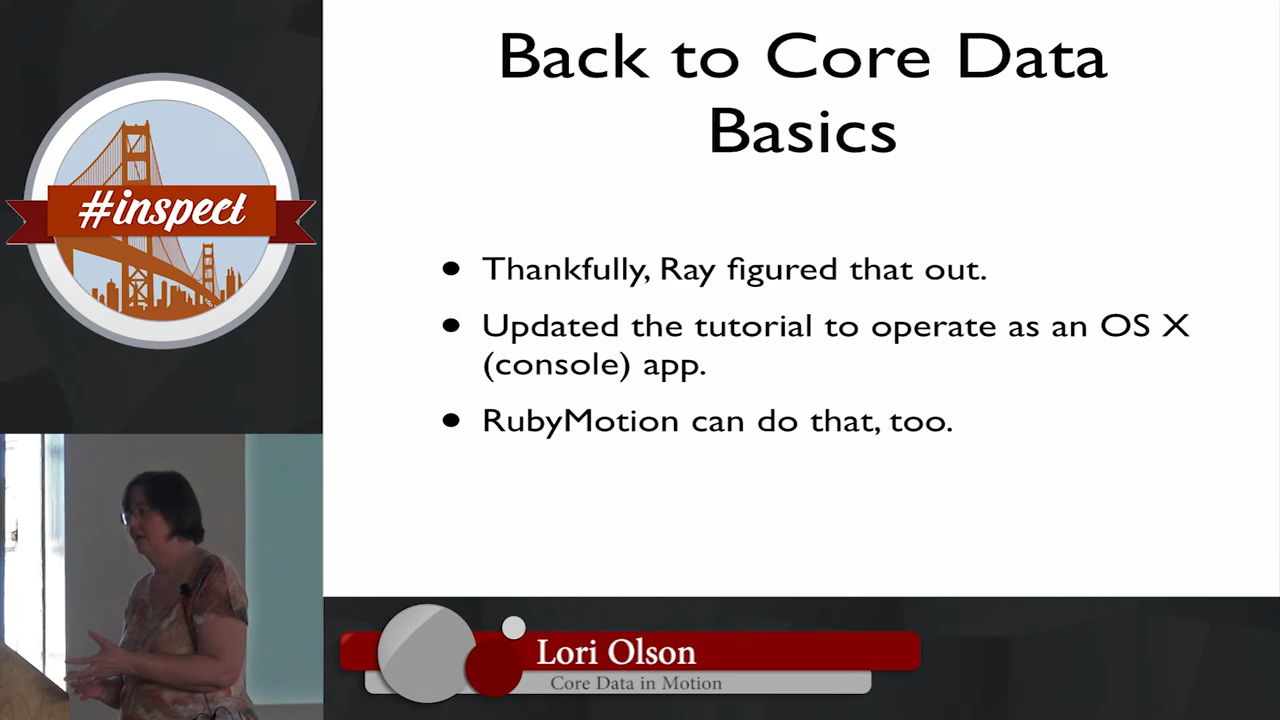 #inspect
Back to Core Data
Basics
• Thankfully, Ray figured that out.
• Updated the tutorial to operate as an OS X
(console) app.
• RubyMotion can do that, too.
Lori Olson
Core Data in Motion